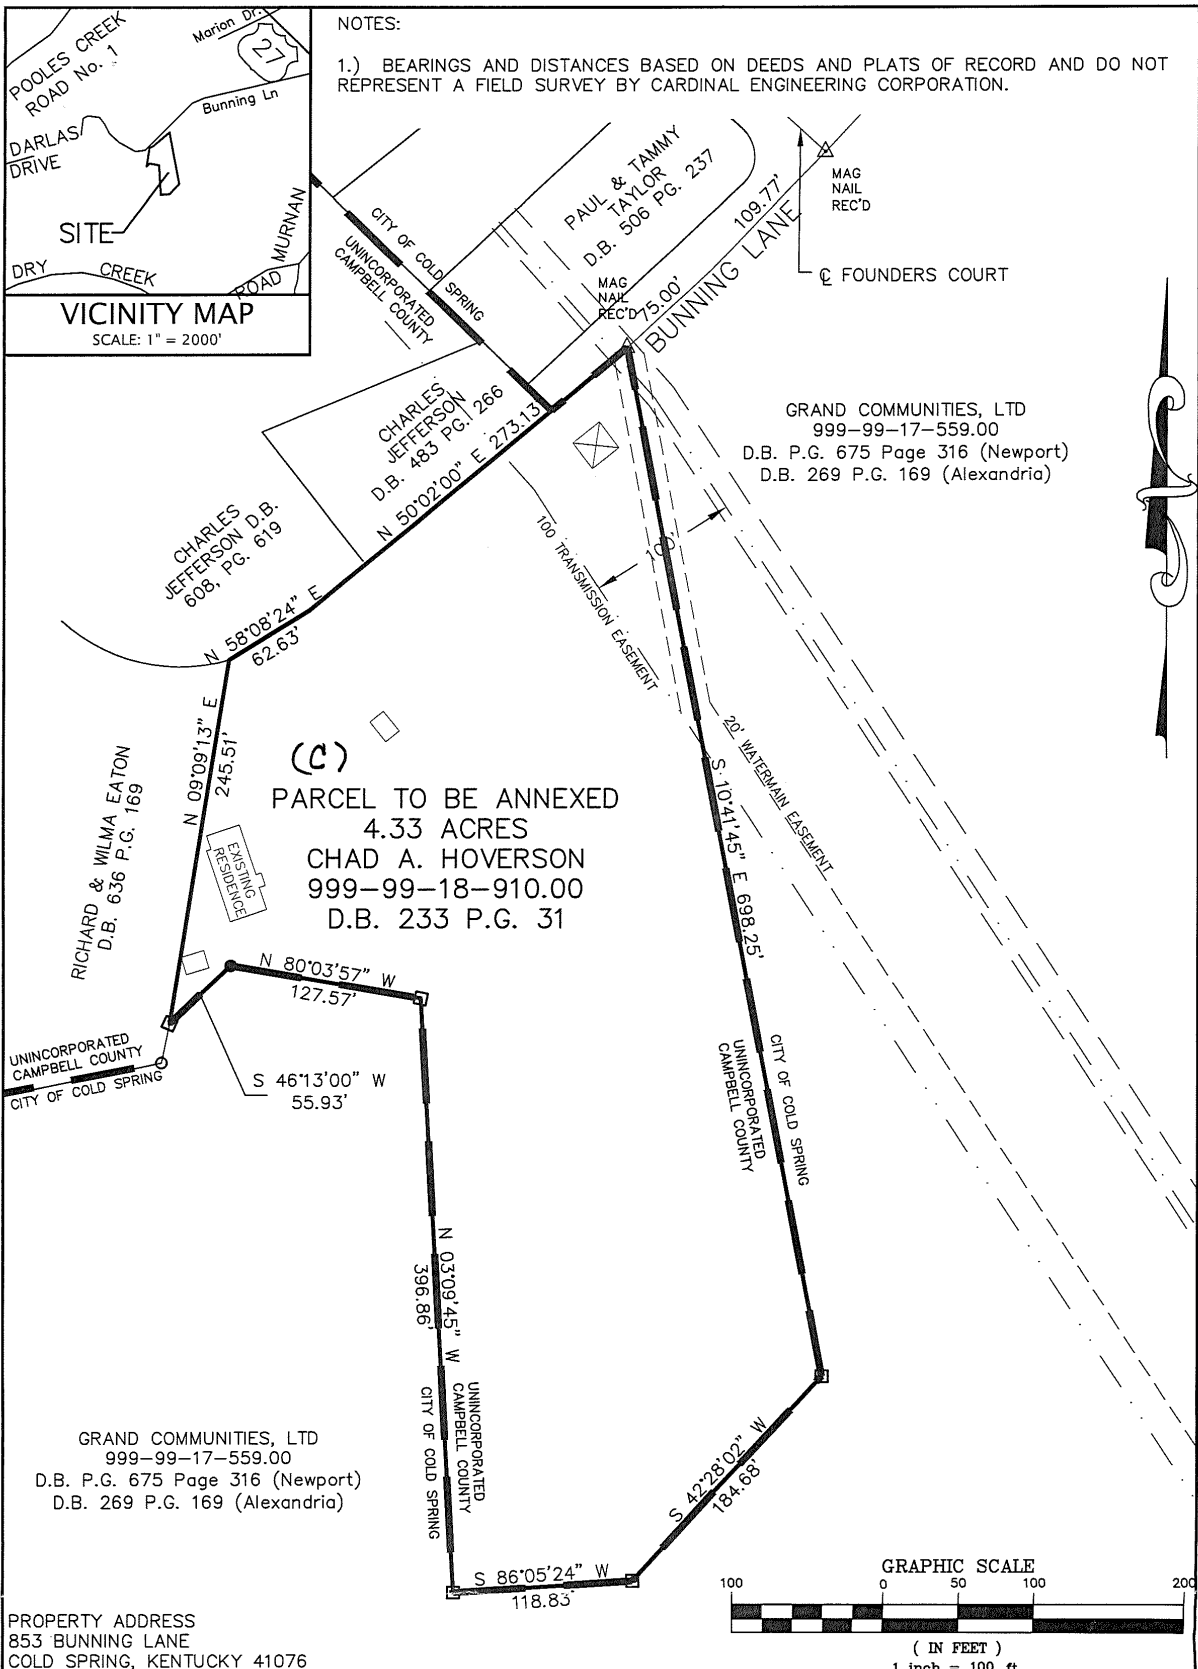 POOLES CREEK
ROAD No. 1
Marion Dr.
27
Bunning Ln
DARLAS
DRIVE
SITE
MURNAN
ROAD
DRY CREEK
VICINITY MAP
SCALE: 1" = 2000'
NOTES:
1.) BEARINGS AND DISTANCES BASED ON DEEDS AND PLATS OF RECORD AND DO NOT
REPRESENT A FIELD SURVEY BY CARDINAL ENGINEERING CORPORATION.
PAUL & TAMMY
TAYLOR
D.B. 506 PG. 237
MAG
NAIL
REC'D
109.77'
BUNNING LANE
℄ FOUNDERS COURT
MAG
NAIL
REC'D
75.00'
CITY OF COLD SPRING
UNINCORPORATED
CAMPBELL COUNTY
GRAND COMMUNITIES, LTD
999-99-17-559.00
D.B. P.G. 675 Page 316 (Newport)
D.B. 269 P.G. 169 (Alexandria)
CHARLES
JEFFERSON
D.B. 483 PG. 266
N 50°02'00" E 273.13'
CHARLES
JEFFERSON D.B.
608, PG. 619
N 58°08'24" E
62.63'
100 TRANSMISSION EASEMENT
100
20' WATERMAIN EASEMENT
N 09°09'13" E
245.51'
RICHARD & WILMA EATON
D.B. 636 P.G. 169
(C)
PARCEL TO BE ANNEXED
4.33 ACRES
CHAD A. HOVERSON
999-99-18-910.00
D.B. 233 P.G. 31
EXISTING
RESIDENCE
S 10°41'45" E 698.25'
N 80°03'57" W
127.57'
UNINCORPORATED
CAMPBELL COUNTY
CITY OF COLD SPRING
S 46°13'00" W
55.93'
CITY OF COLD SPRING
UNINCORPORATED
CAMPBELL COUNTY
N 03°09'45" W
396.86'
UNINCORPORATED
CAMPBELL COUNTY
CITY OF COLD SPRING
GRAND COMMUNITIES, LTD
999-99-17-559.00
D.B. P.G. 675 Page 316 (Newport)
D.B. 269 P.G. 169 (Alexandria)
S 42°28'02" W
184.68'
S 86°05'24" W
118.83'
GRAPHIC SCALE
100 0 50 100 200
( IN FEET )
1 inch = 100 ft.
PROPERTY ADDRESS
853 BUNNING LANE
COLD SPRING, KENTUCKY 41076